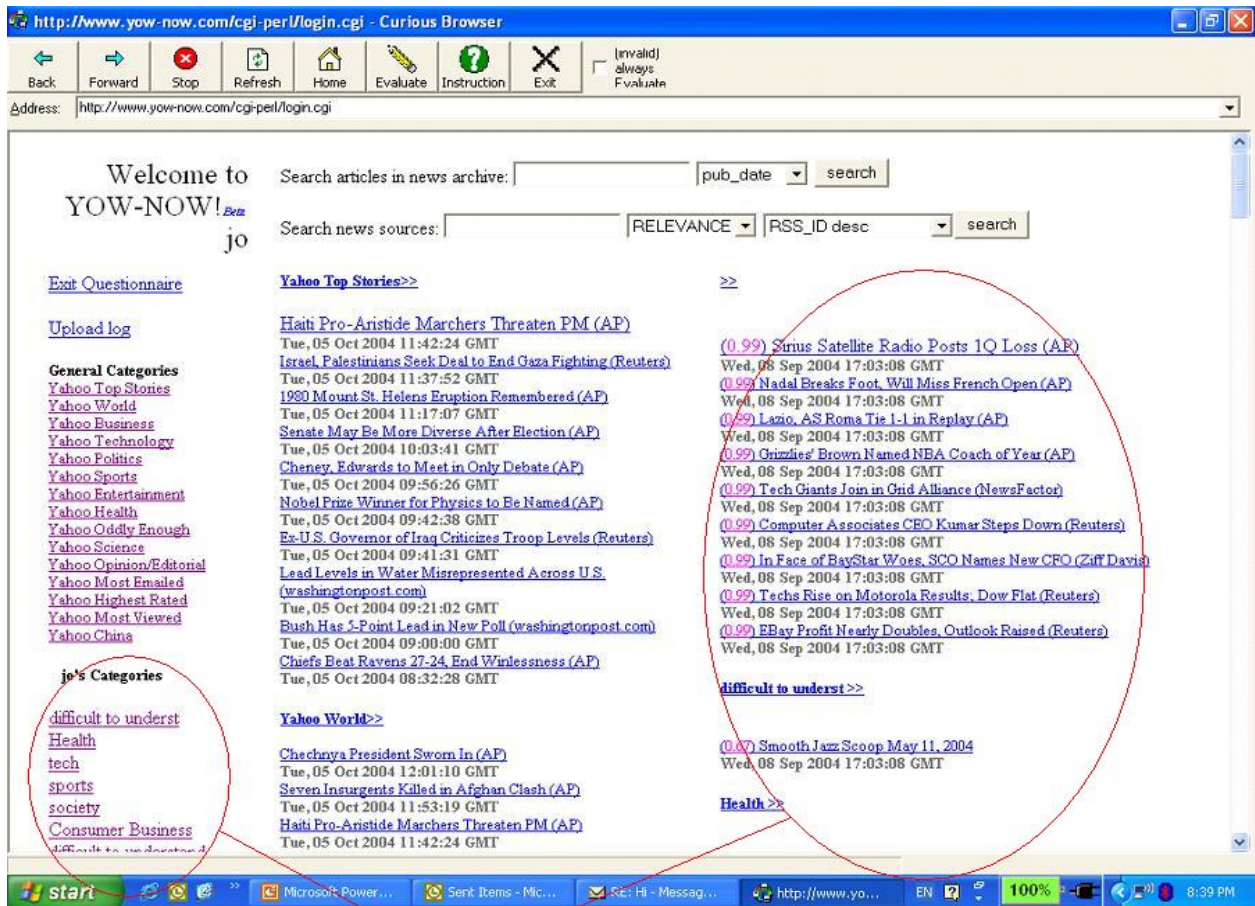 http://www.yow-now.com/cgi-perl/login.cgi - Curious Browser
Back Forward Stop Refresh Home Evaluate Instruction Exit
(invalid)
always
Evaluate
Address: http://www.yow-now.com/cgi-perl/login.cgi
Welcome to
YOW-NOW! Beta
jo
Search articles in news archive: pub_date search
Search news sources: RELEVANCE RSS_ID desc search
Exit Questionnaire
Upload log
General Categories
Yahoo Top Stories
Yahoo World
Yahoo Business
Yahoo Technology
Yahoo Politics
Yahoo Sports
Yahoo Entertainment
Yahoo Health
Yahoo Oddly Enough
Yahoo Science
Yahoo Opinion/Editorial
Yahoo Most Emailed
Yahoo Highest Rated
Yahoo Most Viewed
Yahoo China
jo's Categories
difficult to underst
Health
tech
sports
society
Consumer Business
difficult to understand
Yahoo Top Stories>>
Haiti Pro-Aristide Marchers Threaten PM (AP)
Tue, 05 Oct 2004 11:42:24 GMT
Israel, Palestinians Seek Deal to End Gaza Fighting (Reuters)
Tue, 05 Oct 2004 11:37:52 GMT
1980 Mount St. Helens Eruption Remembered (AP)
Tue, 05 Oct 2004 11:17:07 GMT
Senate May Be More Diverse After Election (AP)
Tue, 05 Oct 2004 10:03:41 GMT
Cheney, Edwards to Meet in Only Debate (AP)
Tue, 05 Oct 2004 09:56:26 GMT
Nobel Prize Winner for Physics to Be Named (AP)
Tue, 05 Oct 2004 09:42:38 GMT
Ex-U.S. Governor of Iraq Criticizes Troop Levels (Reuters)
Tue, 05 Oct 2004 09:41:31 GMT
Lead Levels in Water Misrepresented Across U.S.
(washingtonpost.com)
Tue, 05 Oct 2004 09:21:02 GMT
Bush Has 5-Point Lead in New Poll (washingtonpost.com)
Tue, 05 Oct 2004 09:00:00 GMT
Chiefs Beat Ravens 27-24, End Winlessness (AP)
Tue, 05 Oct 2004 08:32:28 GMT
Yahoo World>>
Chechnya President Sworn In (AP)
Tue, 05 Oct 2004 12:01:10 GMT
Seven Insurgents Killed in Afghan Clash (AP)
Tue, 05 Oct 2004 11:53:19 GMT
Haiti Pro-Aristide Marchers Threaten PM (AP)
Tue, 05 Oct 2004 11:42:24 GMT
>>
(0.99) Sirius Satellite Radio Posts 1Q Loss (AP)
Wed, 08 Sep 2004 17:03:08 GMT
(0.99) Nadal Breaks Foot, Will Miss French Open (AP)
Wed, 08 Sep 2004 17:03:08 GMT
(0.99) Lazio, AS Roma Tie 1-1 in Replay (AP)
Wed, 08 Sep 2004 17:03:08 GMT
(0.99) Grizzlies' Brown Named NBA Coach of Year (AP)
Wed, 08 Sep 2004 17:03:08 GMT
(0.99) Tech Giants Join in Grid Alliance (NewsFactor)
Wed, 08 Sep 2004 17:03:08 GMT
(0.99) Computer Associates CEO Kumar Steps Down (Reuters)
Wed, 08 Sep 2004 17:03:08 GMT
(0.99) In Face of BayStar Woes, SCO Names New CFO (Ziff Davis)
Wed, 08 Sep 2004 17:03:08 GMT
(0.99) Techs Rise on Motorola Results; Dow Flat (Reuters)
Wed, 08 Sep 2004 17:03:08 GMT
(0.99) EBay Profit Nearly Doubles, Outlook Raised (Reuters)
Wed, 08 Sep 2004 17:03:08 GMT
difficult to underst >>
(0.67) Smooth Jazz Scoop May 11, 2004
Wed, 08 Sep 2004 17:03:08 GMT
Health >>
start Microsoft Power... Sent Items - Mic... RE: Hi - Messag... http://www.yo... EN 100% 8:39 PM